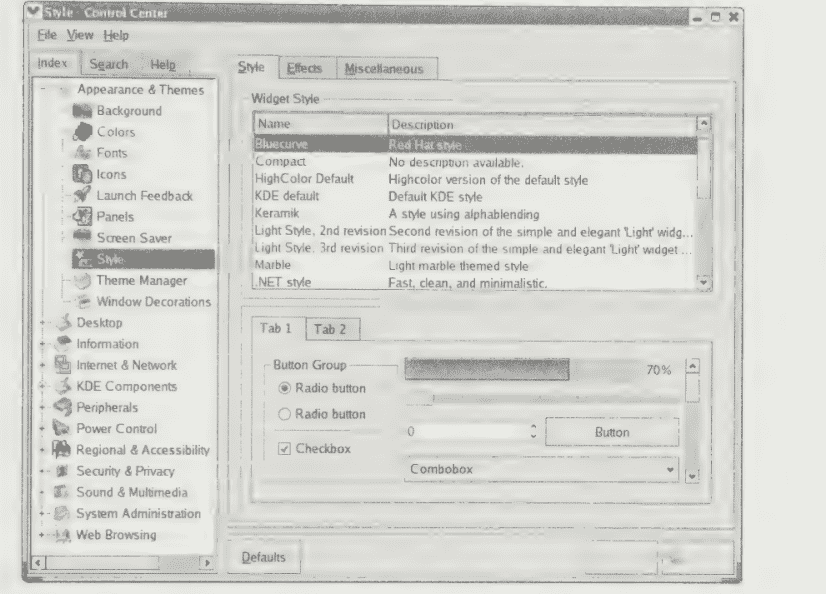 Style - Control Center
File View Help
Index Search Help
Appearance & Themes
Background
Colors
Fonts
Icons
Launch Feedback
Panels
Screen Saver
Style
Theme Manager
Window Decorations
Desktop
Information
Internet & Network
KDE Components
Peripherals
Power Control
Regional & Accessibility
Security & Privacy
Sound & Multimedia
System Administration
Web Browsing
Style Effects Miscellaneous
Widget Style
Name Description
Bluecurve Red Hat style
Compact No description available.
HighColor Default Highcolor version of the default style
KDE default Default KDE style
Keramik A style using alphablending
Light Style, 2nd revision Second revision of the simple and elegant 'Light' widg...
Light Style, 3rd revision Third revision of the simple and elegant 'Light' widget ...
Marble Light marble themed style
.NET style Fast, clean, and minimalistic.
Tab 1 Tab 2
Button Group
70%
Radio button
Radio button
0
Button
Checkbox
Combobox
Defaults